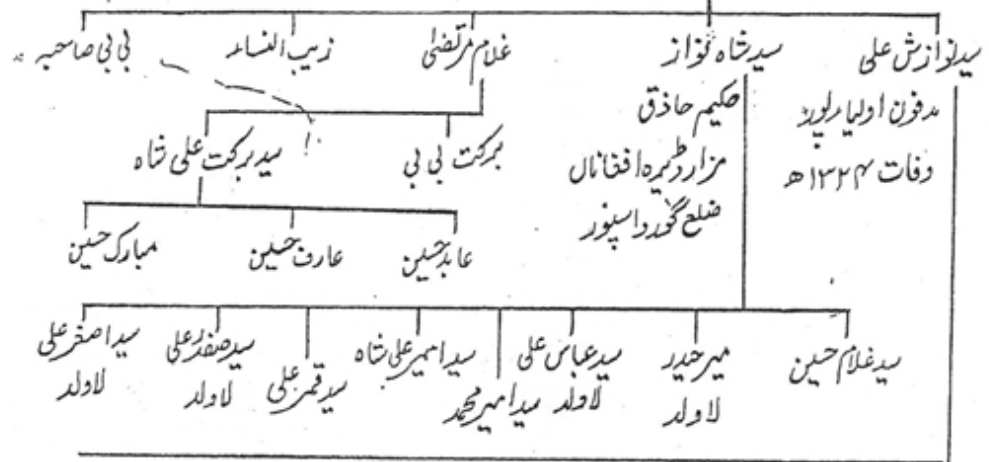 سید نوازش علی
سید شاہ نواز
غلام مرتضیٰ
زیب النساء
بی بی صاحبہ
مدفون اولیاء پور
وفات ۱۳۲۴ھ
حکیم حاذق
مزار ڈیرہ افغاناں
ضلع گورداسپور
برکت بی بی
سید برکت علی شاہ
عابد حسین
عارف حسین
مبارک حسین
سید غلام حسین
میر حیدر
لاولد
سید عباس علی
لاولد
سید امیر محمد
سید امیر علی شاہ
سید قمر علی
سید صفدر علی
لاولد
سید اصغر علی
لاولد